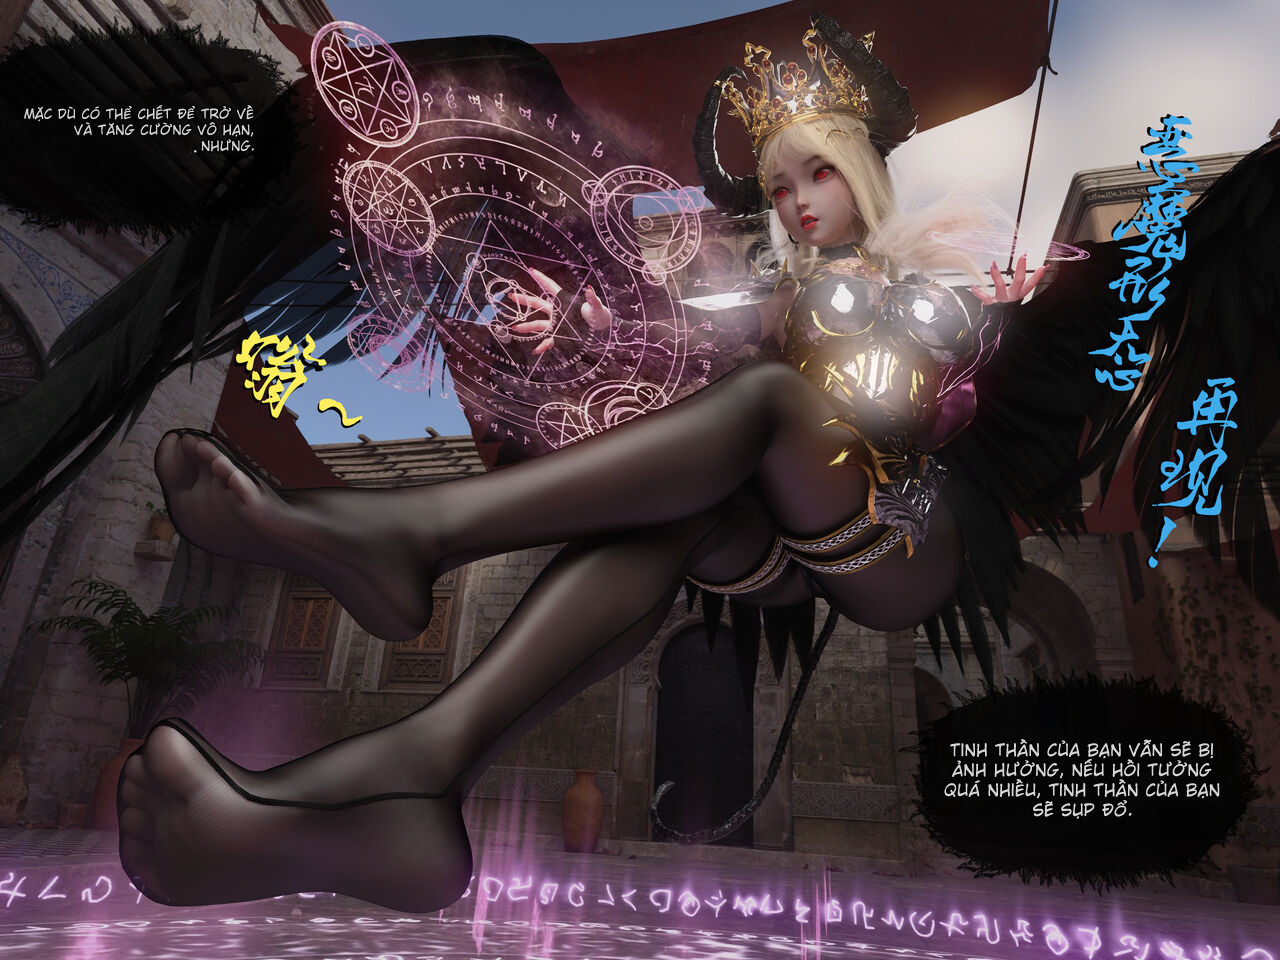 MẶC DÙ CÓ THỂ CHẾT ĐỂ TRỞ VỀ
VÀ TĂNG CƯỜNG VÔ HẠN,
.NHƯNG.
恶魔形态
再现！
TINH THẦN CỦA BẠN VẪN SẼ BỊ
ẢNH HƯỞNG, NẾU HỒI TƯỞNG
QUÁ NHIỀU, TINH THẦN CỦA BẠN
SẼ SỤP ĐỔ.